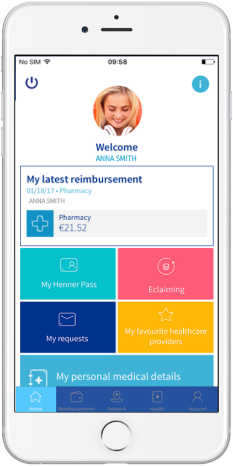 No SIM
09:58
i
Welcome
ANNA SMITH
My latest reimbursement
01/18/17 • Pharmacy
ANNA SMITH
Pharmacy
€21.52
My Henner Pass
Eclaiming
My requests
My favourite healthcare
providers
My personal medical details
Home
Reimbursements
Network
Health
Account